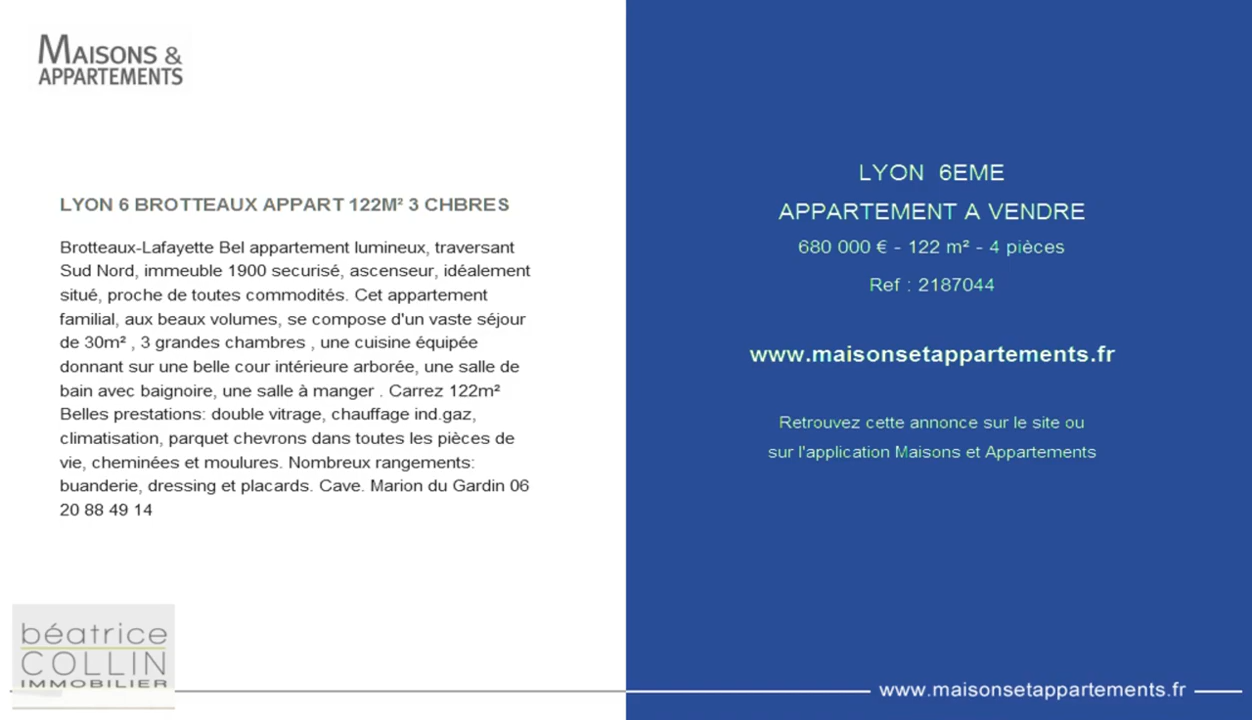 MAISONS &
APPARTEMENTS
LYON 6 BROTTEAUX APPART 122M² 3 CHBRES
Brotteaux-Lafayette Bel appartement lumineux, traversant
Sud Nord, immeuble 1900 securisé, ascenseur, idéalement
situé, proche de toutes commodités. Cet appartement
familial, aux beaux volumes, se compose d'un vaste séjour
de 30m² , 3 grandes chambres , une cuisine équipée
donnant sur une belle cour intérieure arborée, une salle de
bain avec baignoire, une salle à manger . Carrez 122m²
Belles prestations: double vitrage, chauffage ind.gaz,
climatisation, parquet chevrons dans toutes les pièces de
vie, cheminées et moulures. Nombreux rangements:
buanderie, dressing et placards. Cave. Marion du Gardin 06
20 88 49 14
béatrice
COLLIN
IMMOBILIER
LYON 6EME
APPARTEMENT A VENDRE
680 000 € - 122 m² - 4 pièces
Ref : 2187044
www.maisonsetappartements.fr
Retrouvez cette annonce sur le site ou
sur l'application Maisons et Appartements
www.maisonsetappartements.fr